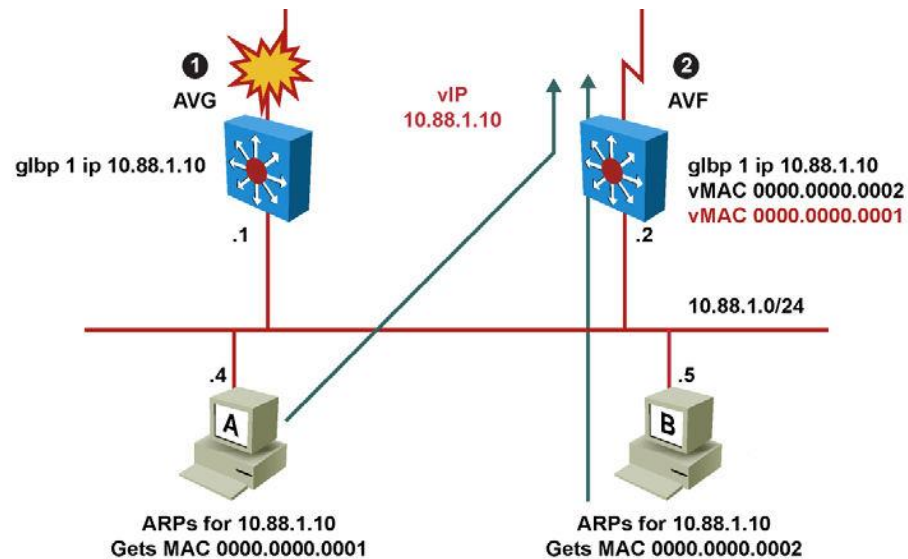 1
AVG
glbp 1 ip 10.88.1.10
.1
vIP
10.88.1.10
2
AVF
glbp 1 ip 10.88.1.10
vMAC 0000.0000.0002
vMAC 0000.0000.0001
.2
10.88.1.0/24
.4
A
ARPs for 10.88.1.10
Gets MAC 0000.0000.0001
.5
B
ARPs for 10.88.1.10
Gets MAC 0000.0000.0002